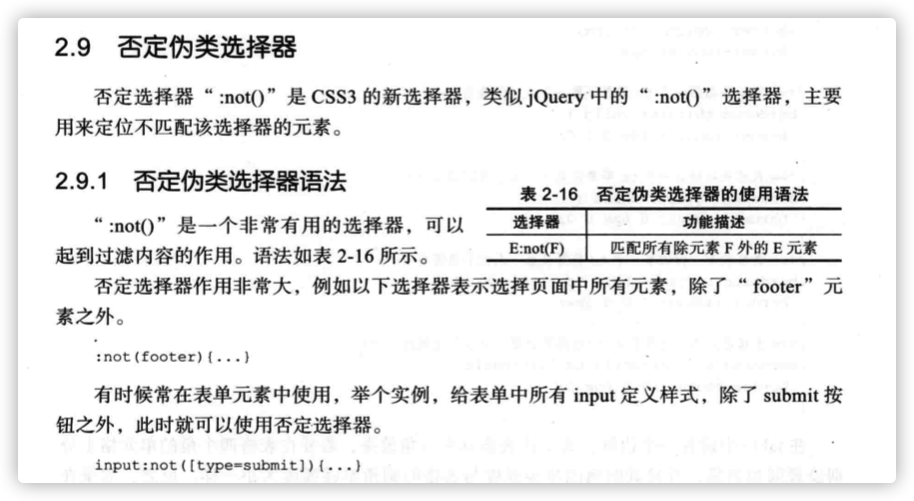 2.9 否定伪类选择器
否定选择器“:not()”是 CSS3 的新选择器，类似 jQuery 中的“:not()”选择器，主要
用来定位不匹配该选择器的元素。
2.9.1 否定伪类选择器语法
“:not()”是一个非常有用的选择器，可以
起到过滤内容的作用。语法如表 2-16 所示。
表 2-16 否定伪类选择器的使用语法
选择器 功能描述
E:not(F) 匹配所有除元素 F 外的 E 元素
否定选择器作用非常大，例如以下选择器表示选择页面中所有元素，除了“footer”元
素之外。
:not(footer){...}
有时候常在表单元素中使用，举个实例，给表单中所有 input 定义样式，除了 submit 按
钮之外，此时就可以使用否定选择器。
input:not([type=submit]){...}